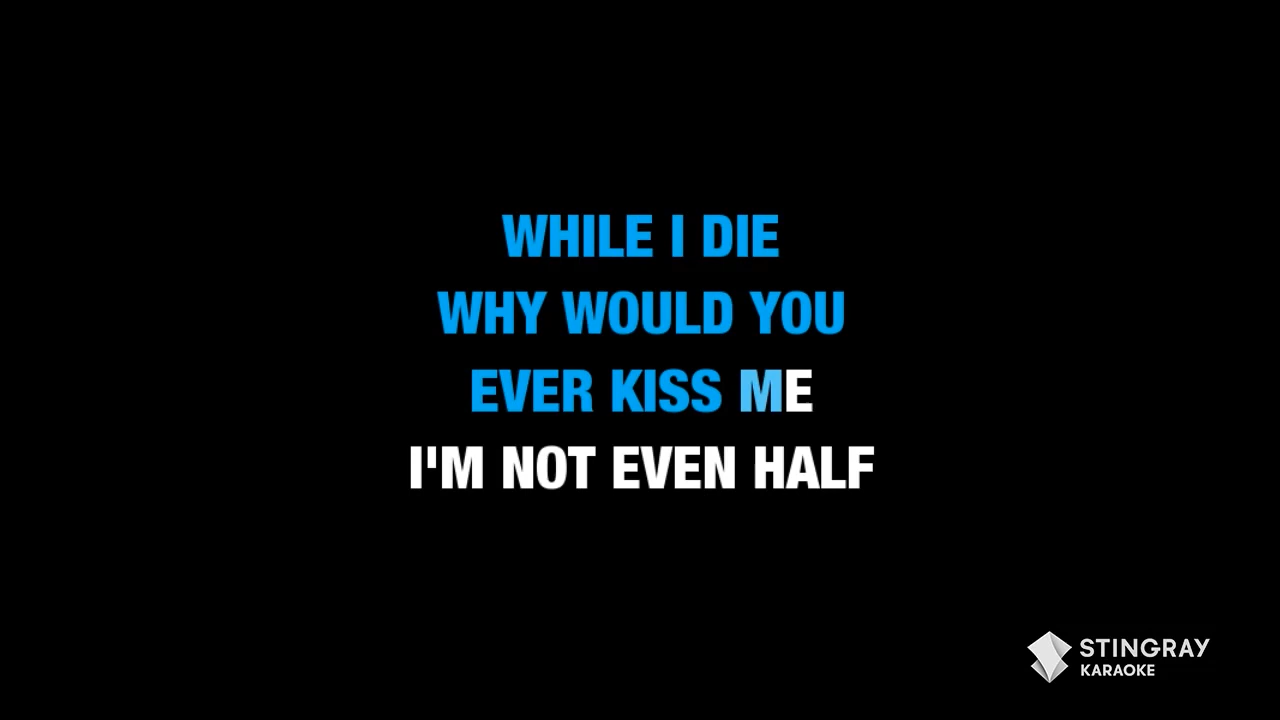 WHILE I DIE
WHY WOULD YOU
EVER KISS ME
I'M NOT EVEN HALF
STINGRAY
KARAOKE